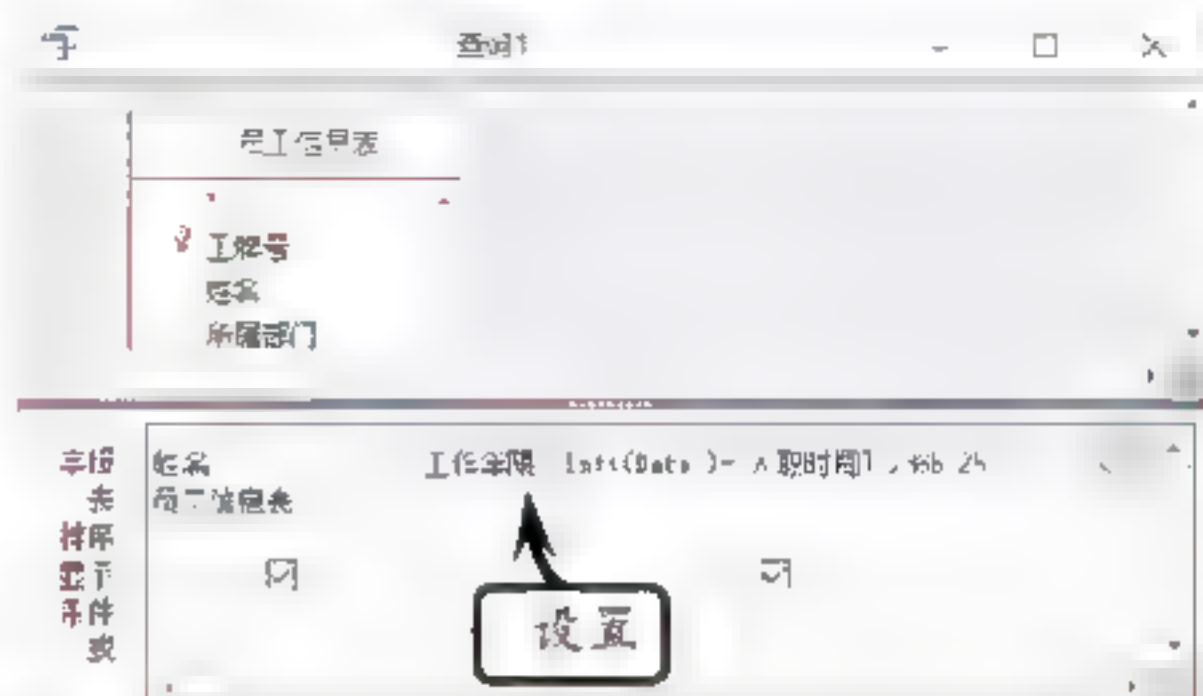 查询1
员工信息表
*
工牌号
姓名
所属部门
字段 姓名 工作年限
表 员工信息表
排序
显示
条件
或
设置